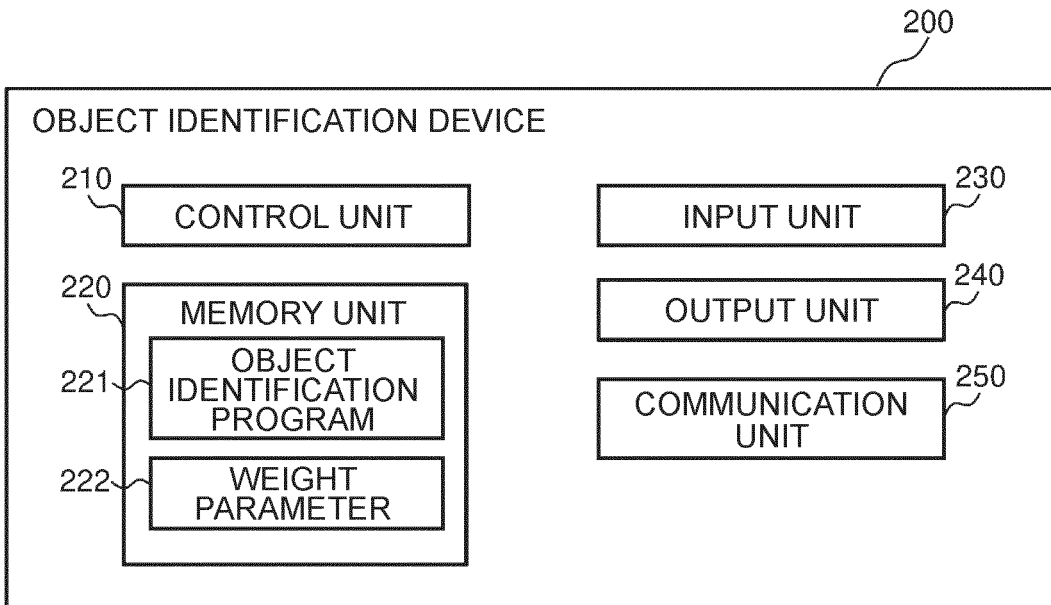 200
OBJECT IDENTIFICATION DEVICE
210
CONTROL UNIT
220
MEMORY UNIT
221
OBJECT
IDENTIFICATION
PROGRAM
222
WEIGHT
PARAMETER
230
INPUT UNIT
240
OUTPUT UNIT
250
COMMUNICATION
UNIT